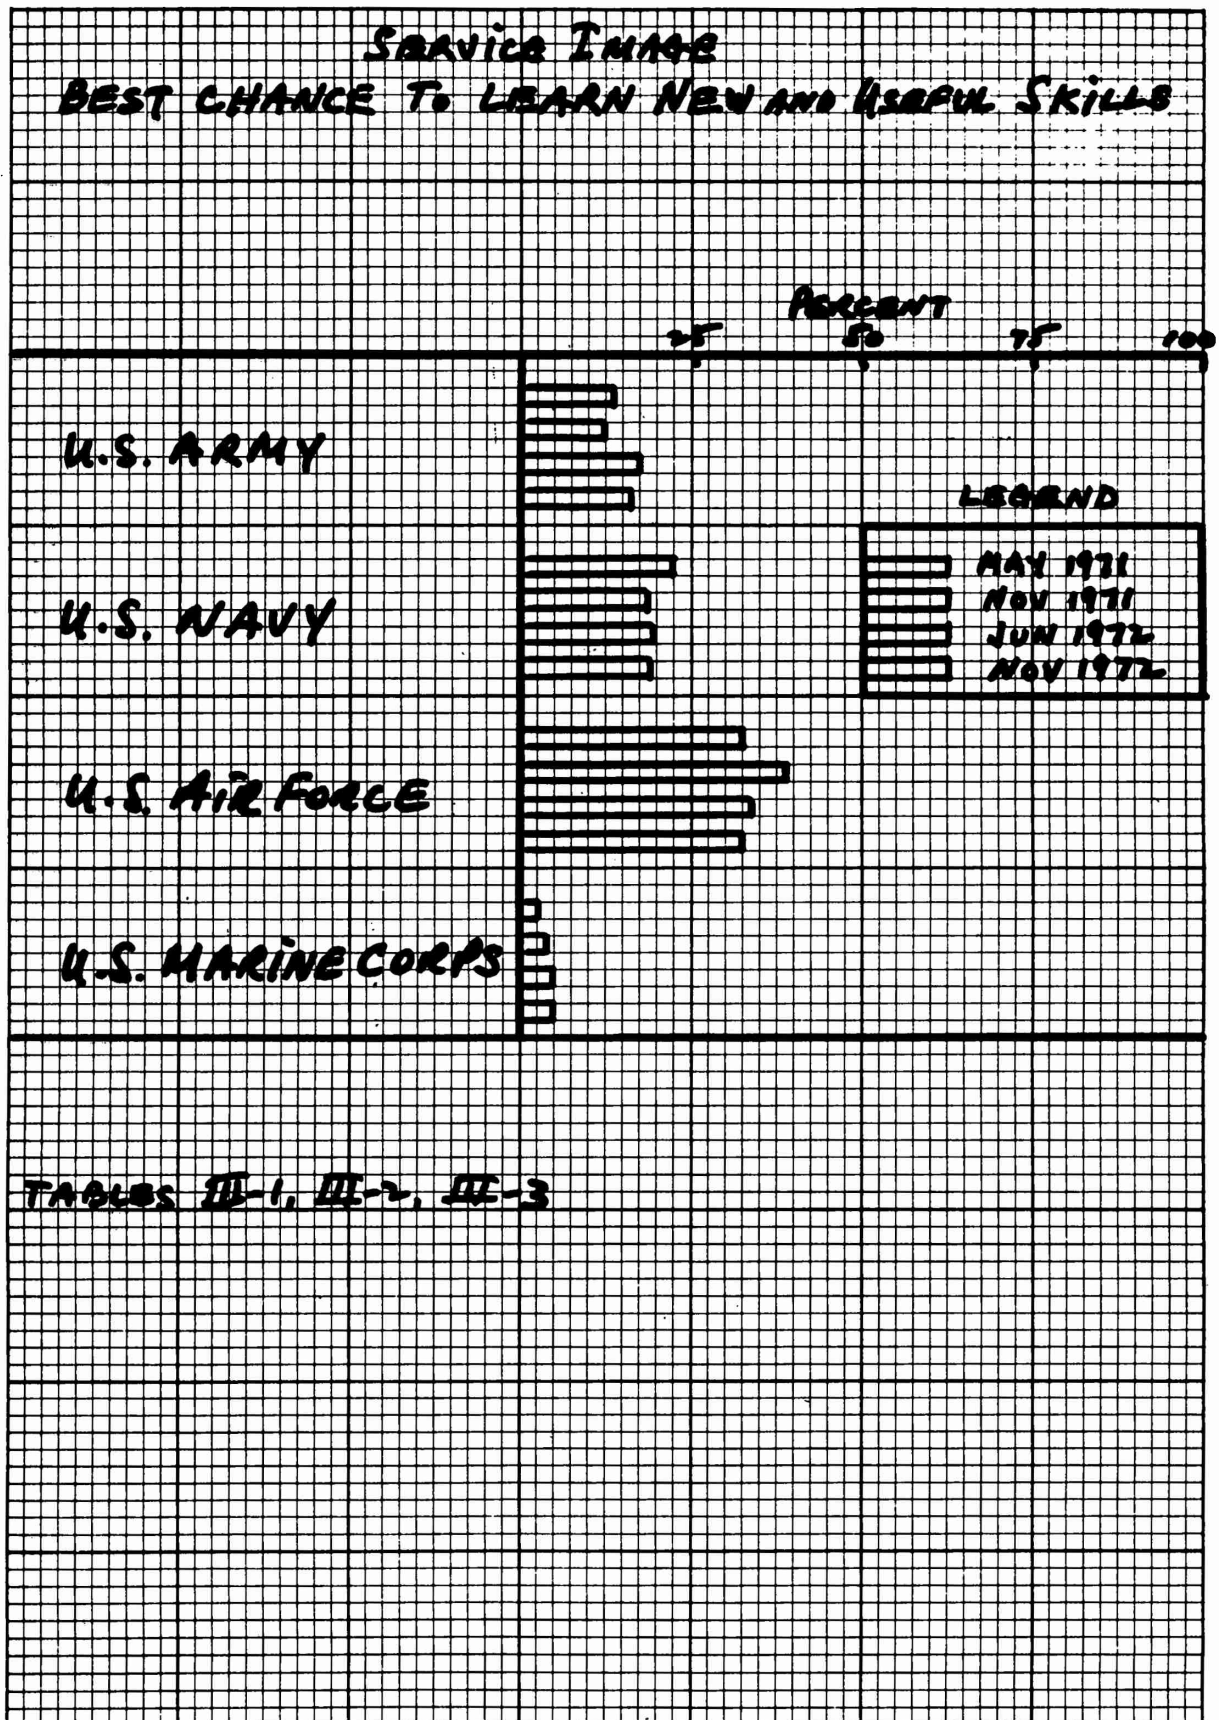 SERVICE IMAGE
BEST CHANCE TO LEARN NEW AND USEFUL SKILLS
PERCENT
25 50 75 100
U.S. ARMY
LEGEND
MAY 1971
U.S. NAVY
NOV 1971
JUN 1972
NOV 1972
U.S. AIR FORCE
U.S. MARINE CORPS
TABLES III-1, III-2, III-3